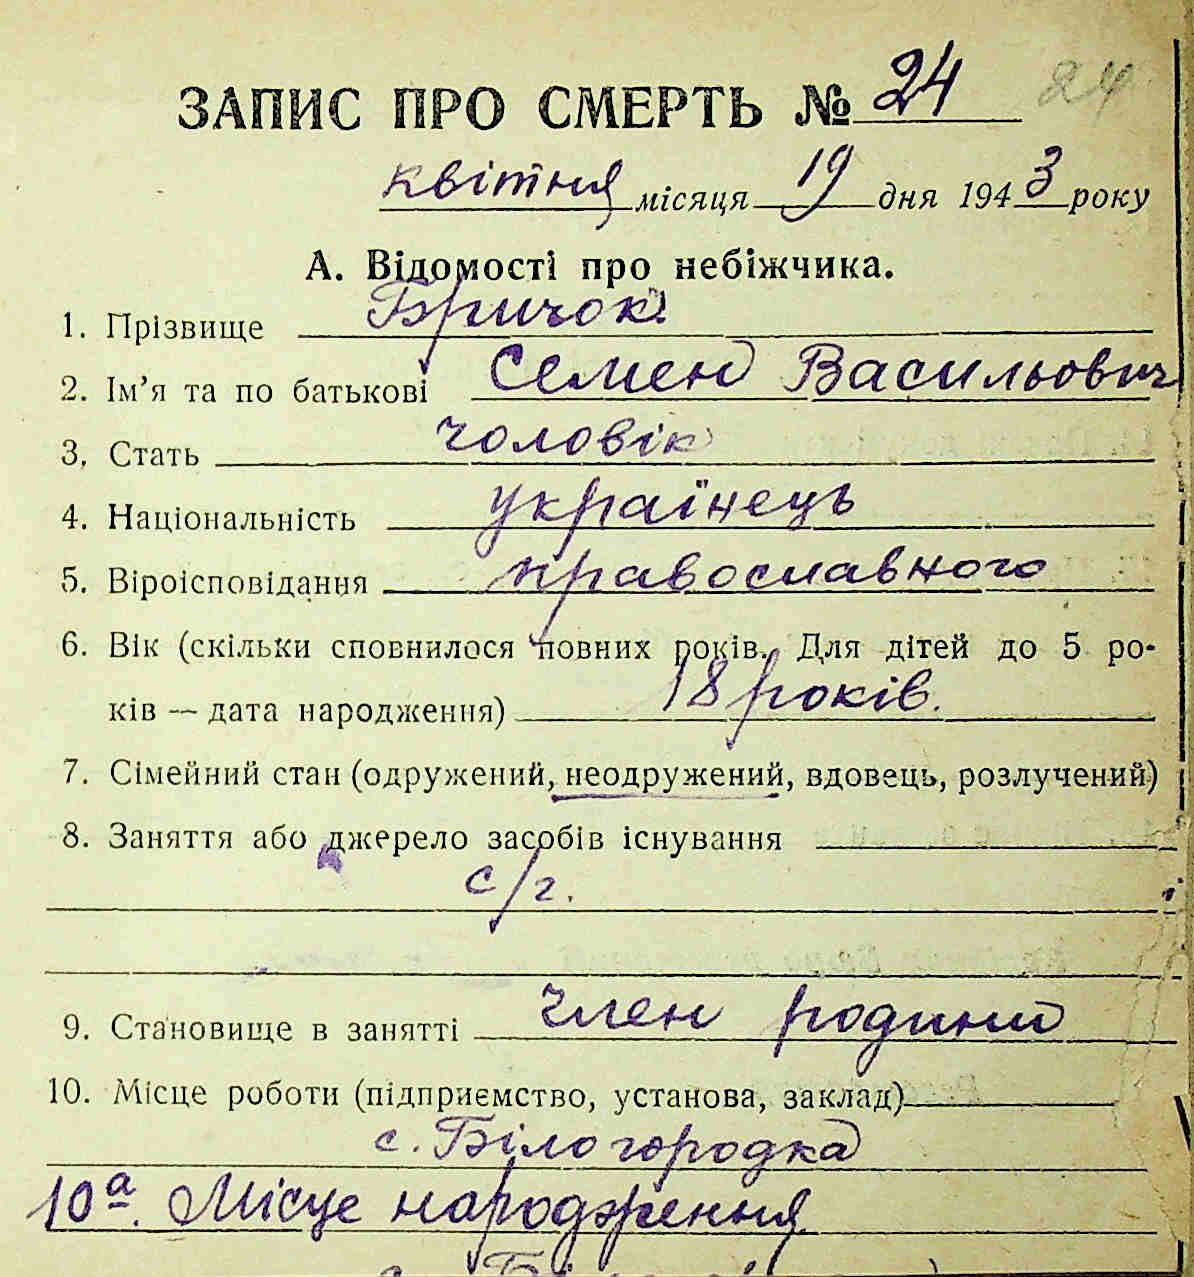 ЗАПИС ПРО СМЕРТЬ № 24 24
квітня місяця 19 дня 1943 року
А. Відомості про небіжчика.
1. Прізвище Бричок
2. Ім’я та по батькові Семен Васильович
3. Стать чоловік
4. Національність українець
5. Віроісповідання православного
6. Вік (скільки сповнилося повних років. Для дітей до 5 ро-
ків — дата народження) 18 років.
7. Сімейний стан (одружений, неодружений, вдовець, розлучений)
8. Заняття або джерело засобів існування
с/г.
9. Становище в занятті член родини
10. Місце роботи (підприємство, установа, заклад)
с. Білогородка
10а. Місце народження